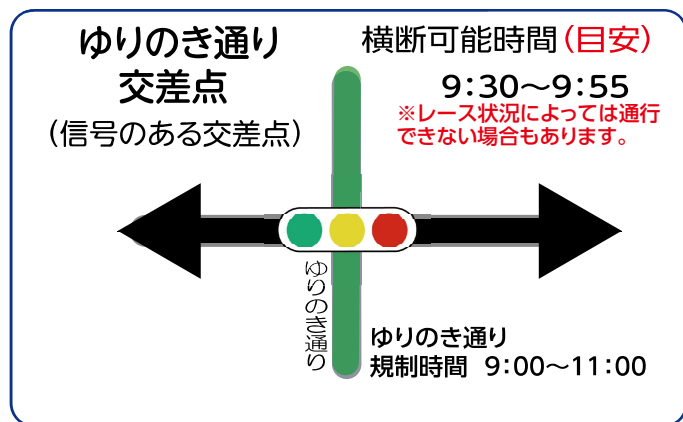 ゆりのき通り
交差点
(信号のある交差点)
横断可能時間(目安)
9:30〜9:55
※レース状況によっては通行
できない場合もあります。
ゆりのき通り
ゆりのき通り
規制時間 9:00〜11:00